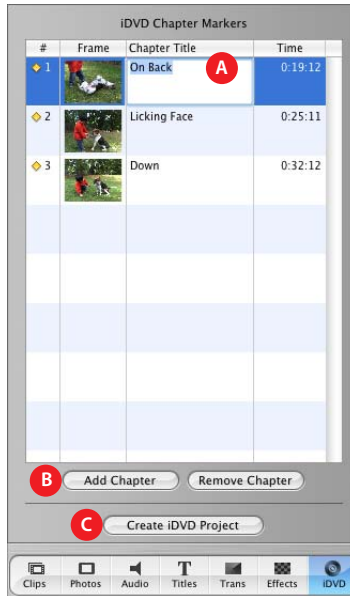 iDVD Chapter Markers
# Frame Chapter Title Time
1 On Back A 0:19:12
2 Licking Face 0:25:11
3 Down 0:32:12
B Add Chapter Remove Chapter
C Create iDVD Project
T
Clips Photos Audio Titles Trans Effects iDVD